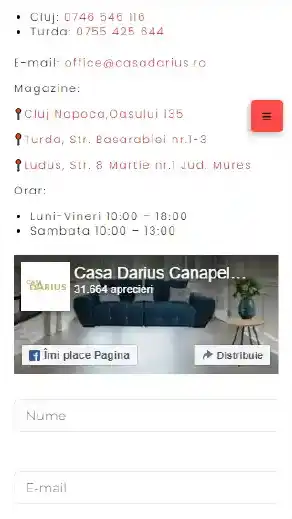 Cluj: 0746 546 116
Turda: 0755 425 644
E-mail: office@casadarius.ro
Magazine:
Cluj Napoca,Oasului 135
Turda, Str. Basarabiei nr.1-3
Ludus, Str. 8 Martie nr.1 Jud. Mures
Orar:
Luni-Vineri 10:00 – 18:00
Sambata 10:00 – 13:00
Casa Darius Canapel...
31.664 aprecieri
CASA
DARIUS
Îmi place Pagina
Distribuie
Nume
E-mail